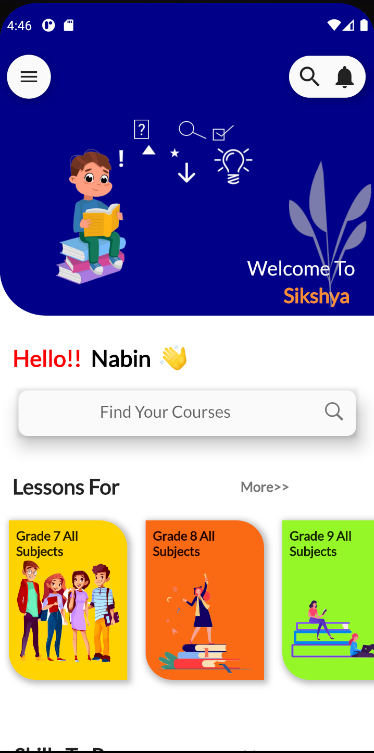 4:46
Welcome To
Sikshya
Hello!! Nabin 👋
Find Your Courses
Lessons For
More>>
Grade 7 All
Subjects
Grade 8 All
Subjects
Grade 9 All
Subjects